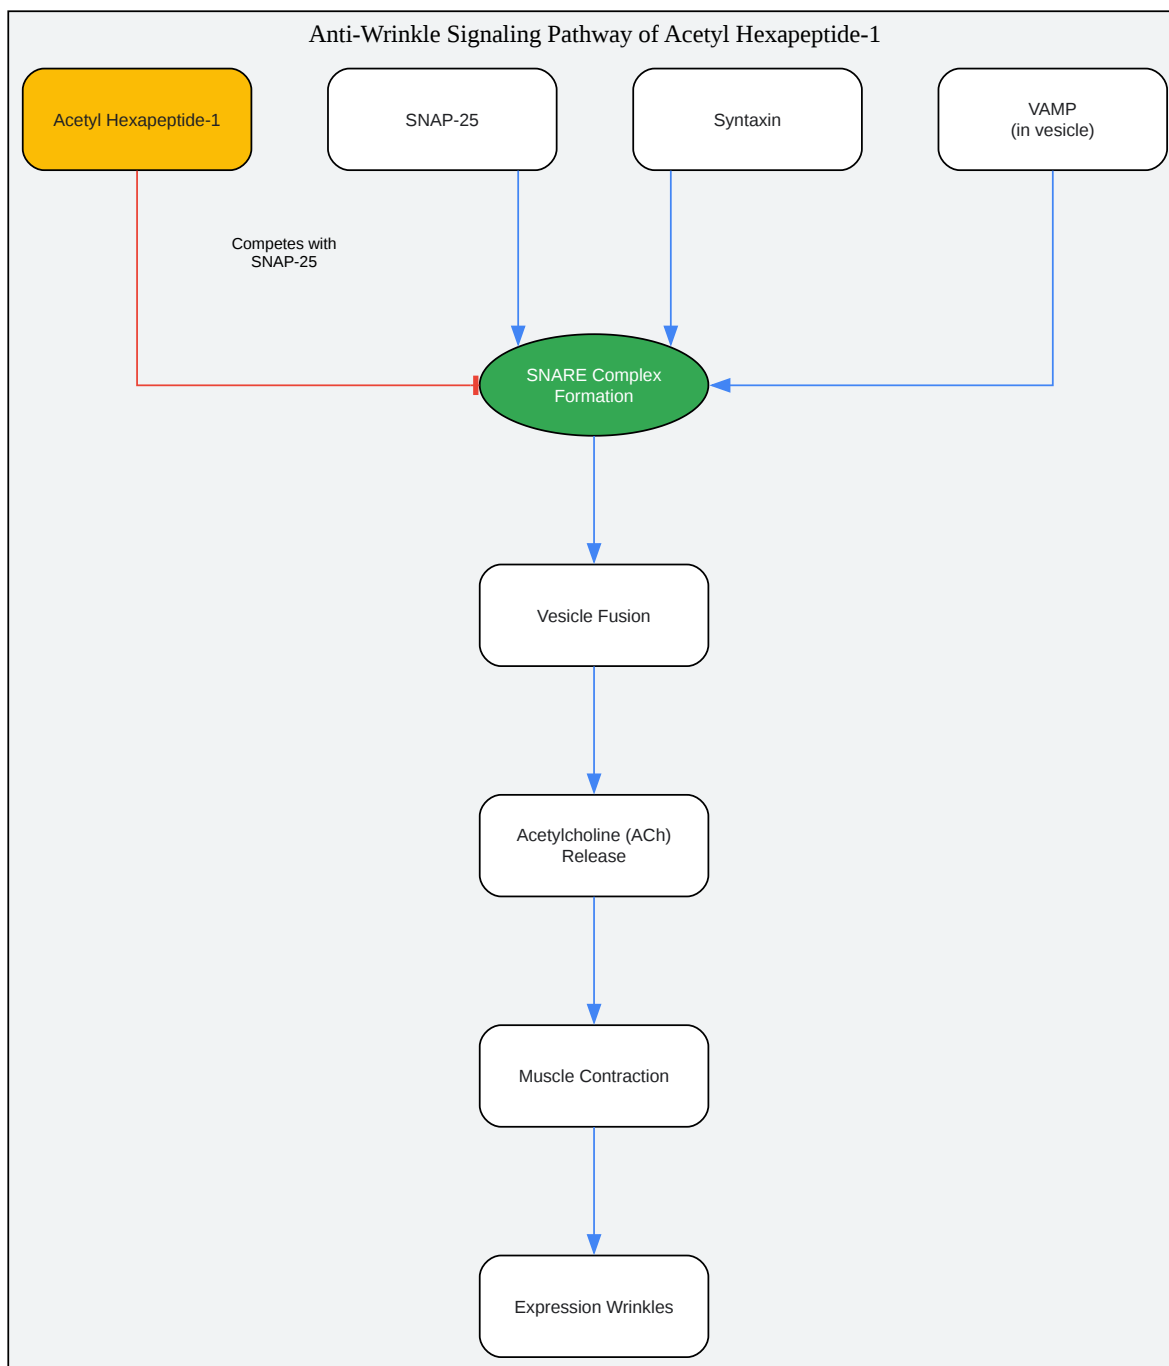 Anti-Wrinkle Signaling Pathway of Acetyl Hexapeptide-1
Acetyl Hexapeptide-1
SNAP-25
Syntaxin
VAMP
(in vesicle)
Competes with
SNAP-25
SNARE Complex
Formation
Vesicle Fusion
Acetylcholine (ACh)
Release
Muscle Contraction
Expression Wrinkles